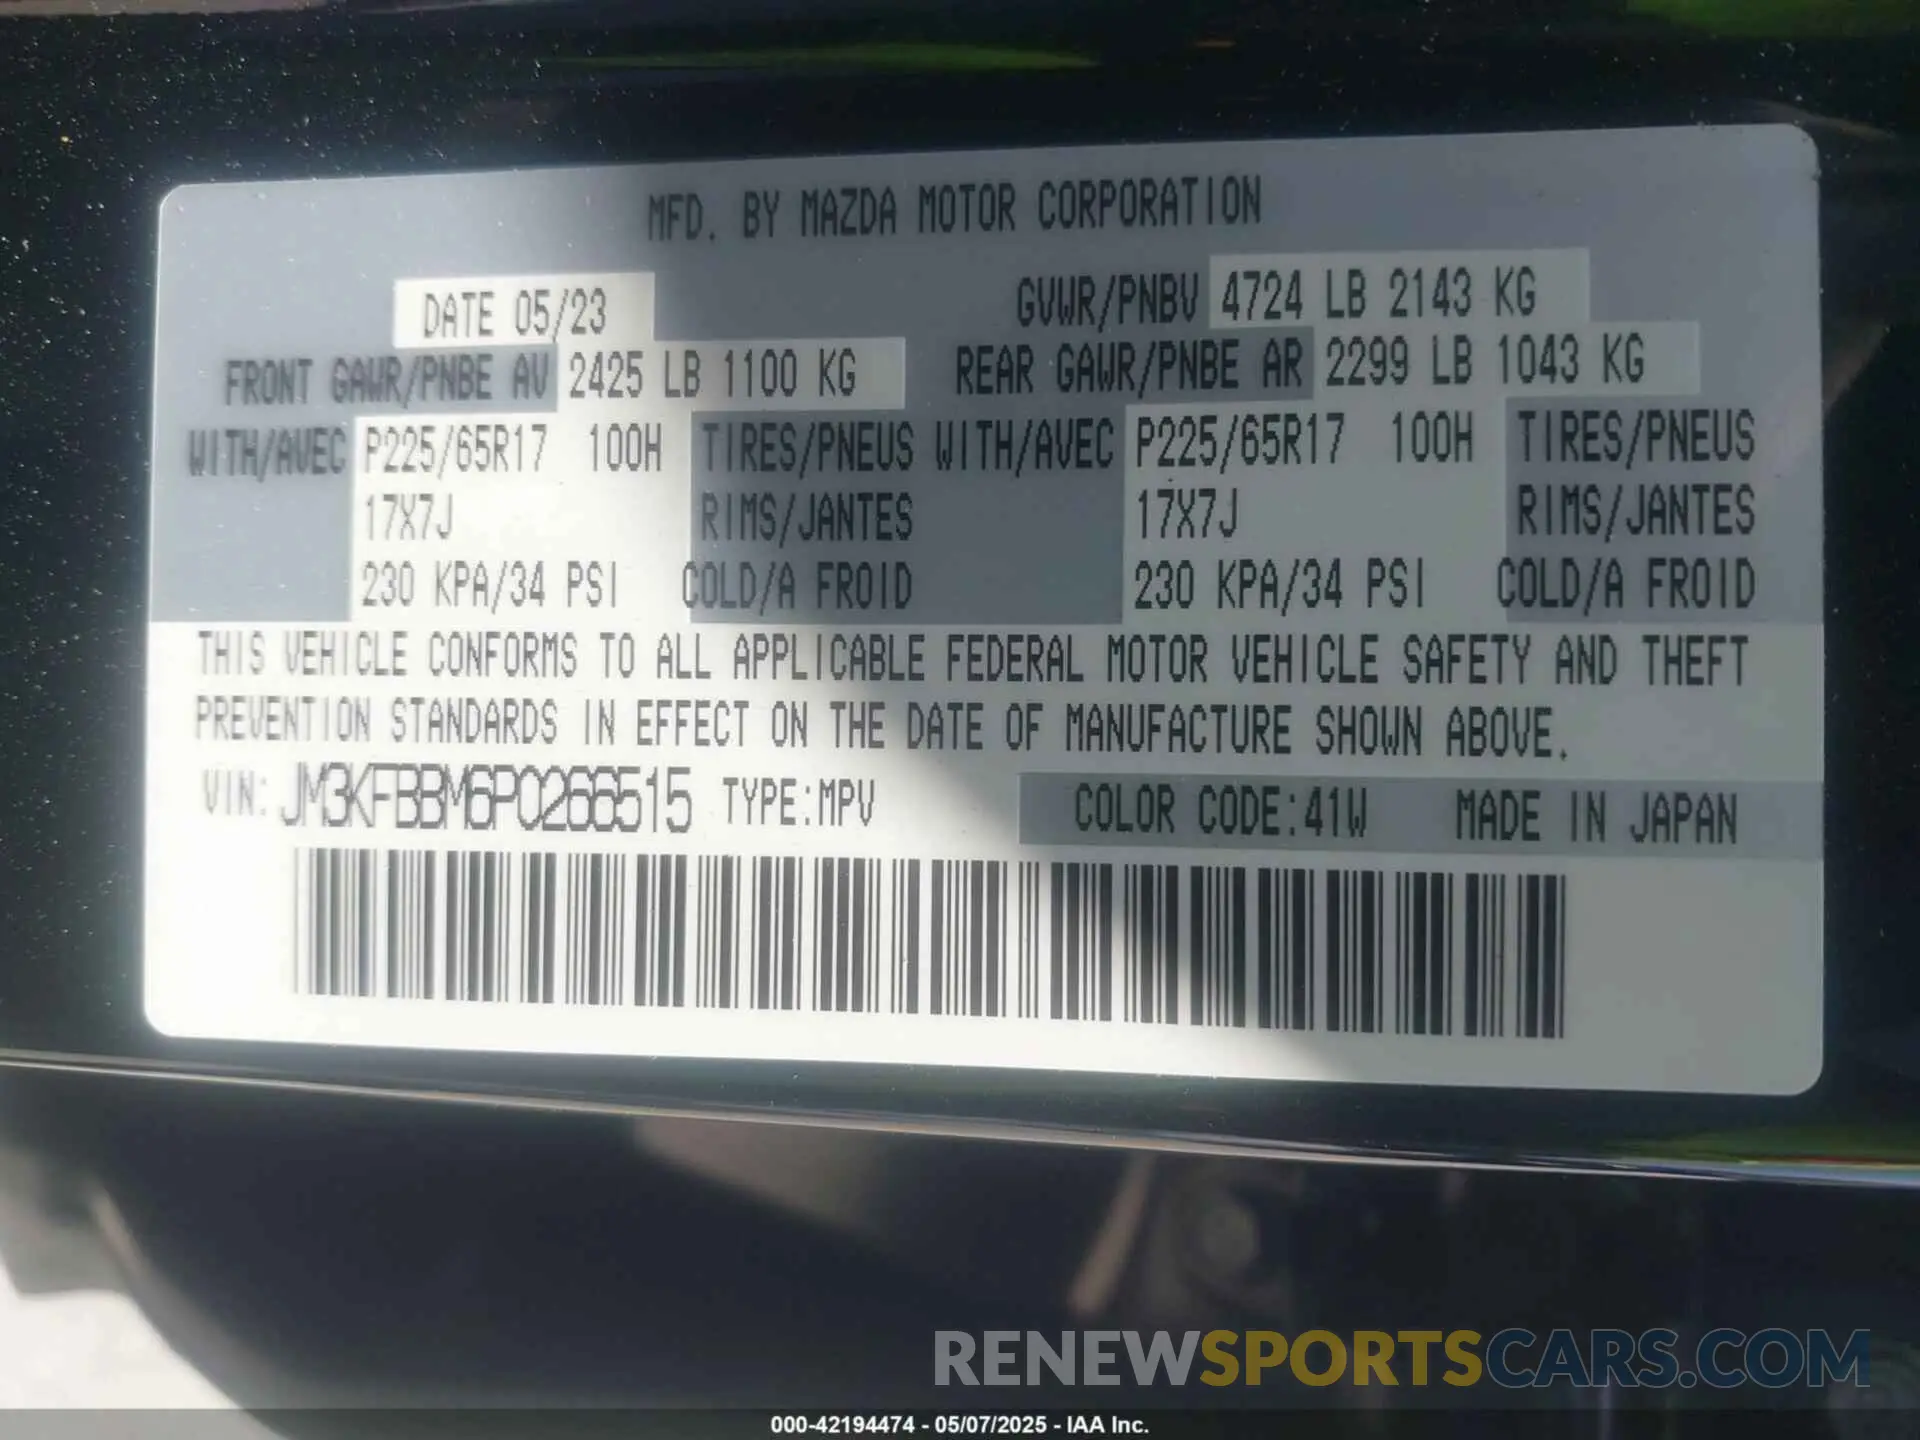 MFD. BY MAZDA MOTOR CORPORATION
DATE 05/23 GVWR/PNBV 4724 LB 2143 KG
FRONT GAWR/PNBE AV 2425 LB 1100 KG REAR GAWR/PNBE AR 2299 LB 1043 KG
WITH/AVEC P225/65R17 100H TIRES/PNEUS WITH/AVEC P225/65R17 100H TIRES/PNEUS
17X7J RIMS/JANTES 17X7J RIMS/JANTES
230 KPA/34 PSI COLD/A FROID 230 KPA/34 PSI COLD/A FROID
THIS VEHICLE CONFORMS TO ALL APPLICABLE FEDERAL MOTOR VEHICLE SAFETY AND THEFT
PREVENTION STANDARDS IN EFFECT ON THE DATE OF MANUFACTURE SHOWN ABOVE.
VIN: JM3KFBBM6P0266515 TYPE:MPV COLOR CODE:41W MADE IN JAPAN
RENEWSPORTSCARS.COM
000-42194474 - 05/07/2025 - IAA Inc.